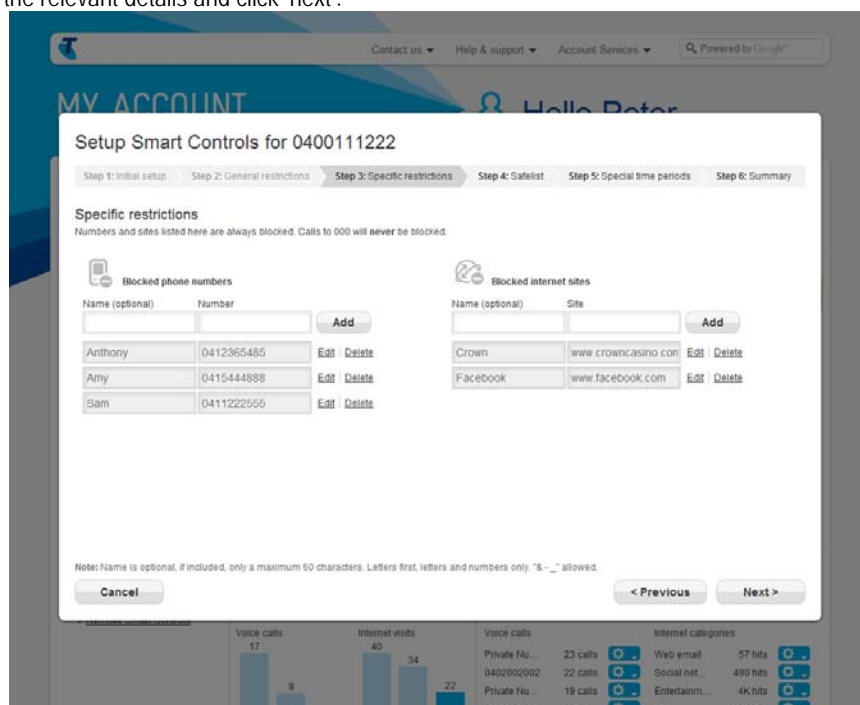 the relevant details and click 'next'.
Contact us Help & support Account Services Powered by Google
MY ACCOUNT
Hello Peter
Setup Smart Controls for 0400111222
Step 1: Initial setup Step 2: General restrictions Step 3: Specific restrictions Step 4: Safelist Step 5: Special time periods Step 6: Summary
Specific restrictions
Numbers and sites listed here are always blocked. Calls to 000 will never be blocked.
Blocked phone numbers
Name (optional) Number
Add
Anthony 0412365485 Edit Delete
Amy 0415444888 Edit Delete
Sam 0411222555 Edit Delete
Blocked internet sites
Name (optional) Site
Add
Crown www.crowncasino.com Edit Delete
Facebook www.facebook.com Edit Delete
Note: Name is optional, if included, only a maximum 60 characters. Letters first, letters and numbers only. "& - _" allowed.
Cancel < Previous Next >
Remove Smart Controls
Voice calls
17
9
Internet visits
40
34
22
Voice calls
Private Nu... 23 calls
0402002002 22 calls
Private Nu... 19 calls
Internet categories
Web email 57 hits
Social net... 490 hits
Entertainm... 4K hits